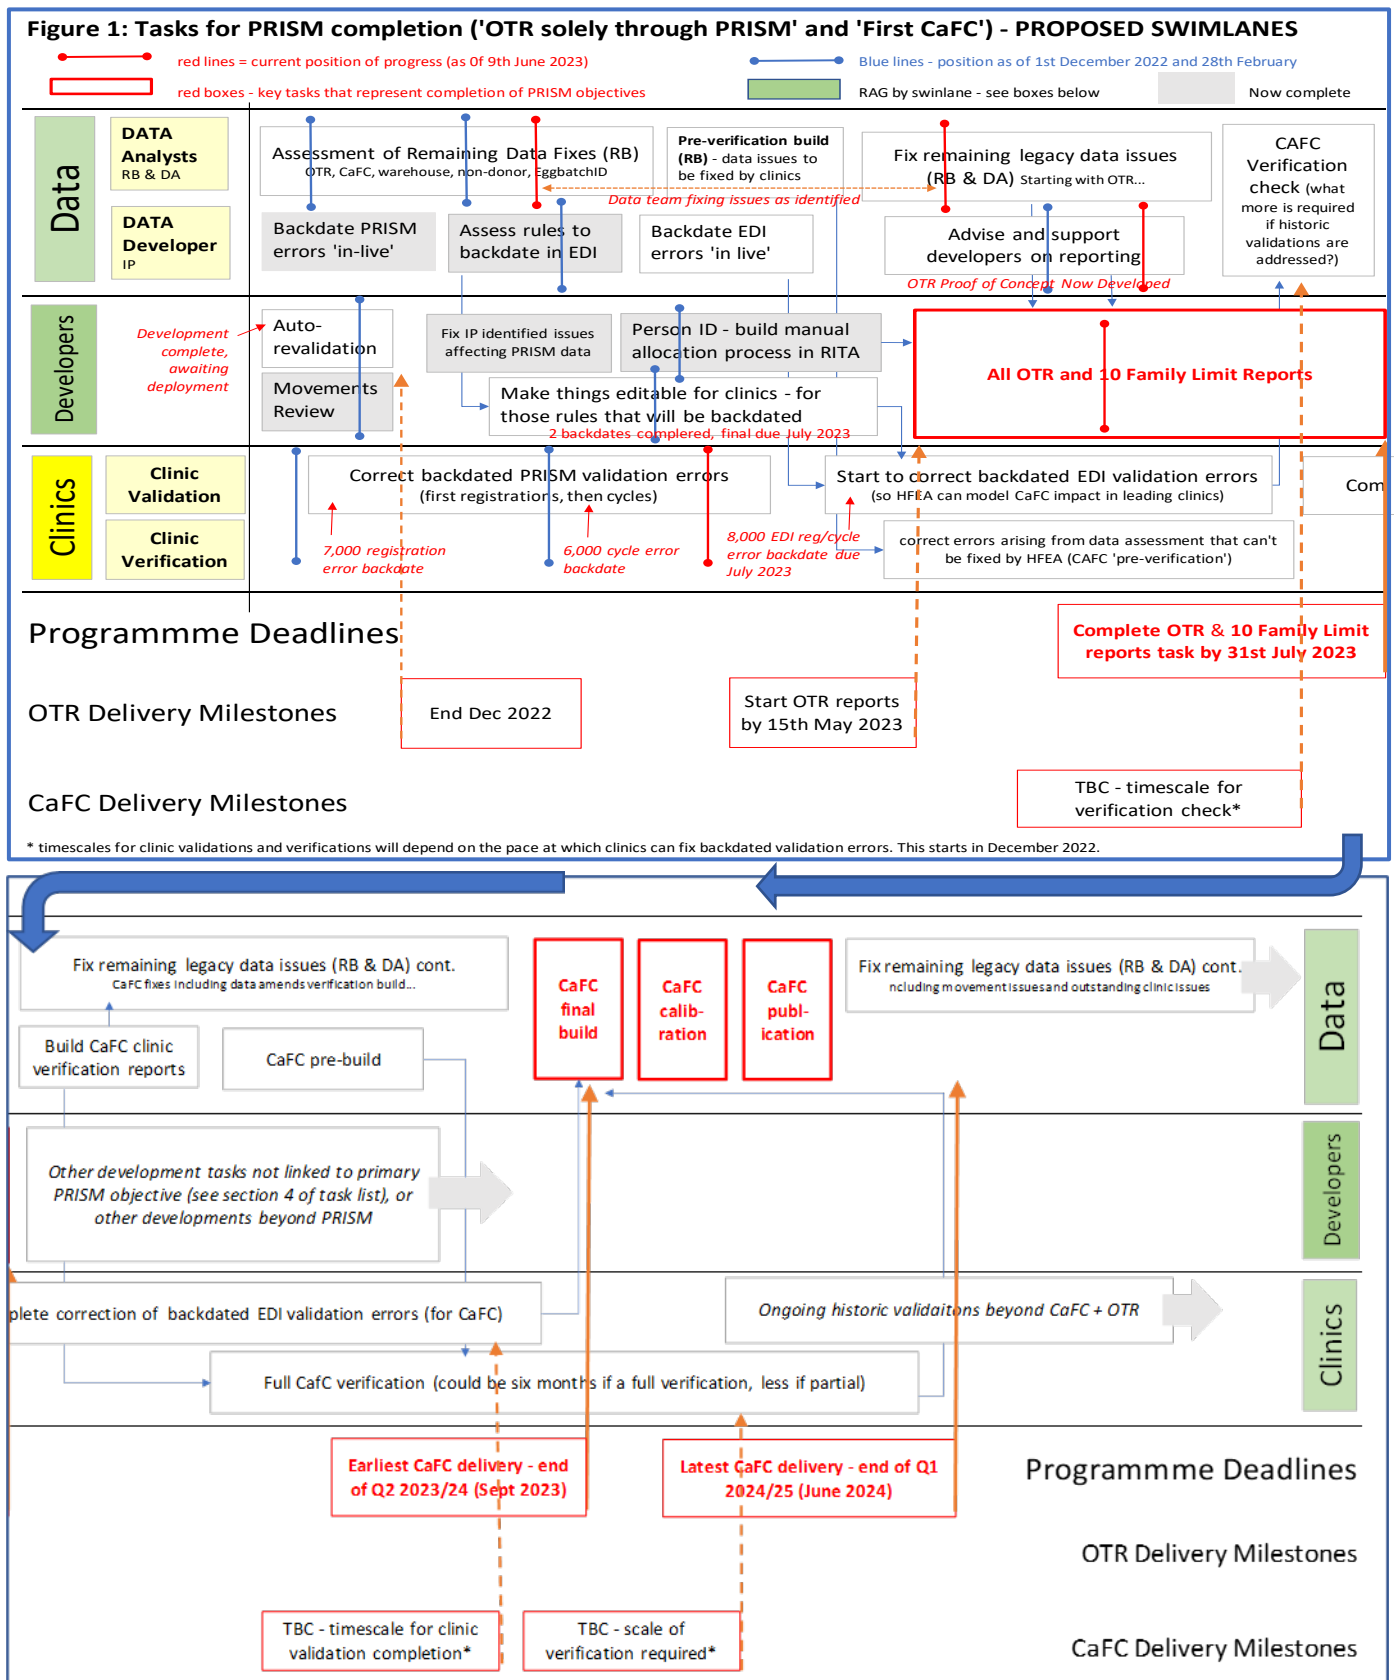 Figure 1: Tasks for PRISM completion ('OTR solely through PRISM' and 'First CaFC') - PROPOSED SWIMLANES
red lines = current position of progress (as 0f 9th June 2023)
Blue lines - position as of 1st December 2022 and 28th February
red boxes - key tasks that represent completion of PRISM objectives
RAG by swinlane - see boxes below
Now complete
Data
DATA
Analysts
RB & DA
DATA
Developer
IP
Assessment of Remaining Data Fixes (RB)
OTR, CaFC, warehouse, non-donor, EggbatchID
Pre-verification build
(RB) - data issues to
be fixed by clinics
Fix remaining legacy data issues
(RB & DA) Starting with OTR...
CAFC
Verification
check (what
more is required
if historic
validations are
addressed?)
Data team fixing issues as identified
Backdate PRISM
errors 'in-live'
Assess rules to
backdate in EDI
Backdate EDI
errors 'in live'
Advise and support
developers on reporting
OTR Proof of Concept Now Developed
Developers
Development
complete,
awaiting
deployment
Auto-
revalidation
Movements
Review
Fix IP identified issues
affecting PRISM data
Person ID - build manual
allocation process in RITA
Make things editable for clinics - for
those rules that will be backdated
2 backdates complered, final due July 2023
All OTR and 10 Family Limit Reports
Clinics
Clinic
Validation
Clinic
Verification
Correct backdated PRISM validation errors
(first registrations, then cycles)
Start to correct backdated EDI validation errors
(so HFEA can model CaFC impact in leading clinics)
Com
7,000 registration
error backdate
6,000 cycle error
backdate
8,000 EDI reg/cycle
error backdate due
July 2023
correct errors arising from data assessment that can't
be fixed by HFEA (CAFC 'pre-verification')
Programmme Deadlines
Complete OTR & 10 Family Limit
reports task by 31st July 2023
OTR Delivery Milestones
End Dec 2022
Start OTR reports
by 15th May 2023
CaFC Delivery Milestones
TBC - timescale for
verification check*
* timescales for clinic validations and verifications will depend on the pace at which clinics can fix backdated validation errors. This starts in December 2022.
Fix remaining legacy data issues (RB & DA) cont.
CaFC fixes including data amends verification build...
CaFC
final
build
CaFC
calib-
ration
CaFC
publ-
ication
Fix remaining legacy data issues (RB & DA) cont.
ncluding movement issues and outstanding clinic issues
Data
Build CaFC clinic
verification reports
CaFC pre-build
Other development tasks not linked to primary
PRISM objective (see section 4 of task list), or
other developments beyond PRISM
Developers
plete correction of backdated EDI validation errors (for CaFC)
Ongoing historic validaitons beyond CaFC + OTR
Clinics
Full CafC verification (could be six months if a full verification, less if partial)
Earliest CaFC delivery - end
of Q2 2023/24 (Sept 2023)
Latest CaFC delivery - end of Q1
2024/25 (June 2024)
Programmme Deadlines
OTR Delivery Milestones
TBC - timescale for clinic
validation completion*
TBC - scale of
verification required*
CaFC Delivery Milestones